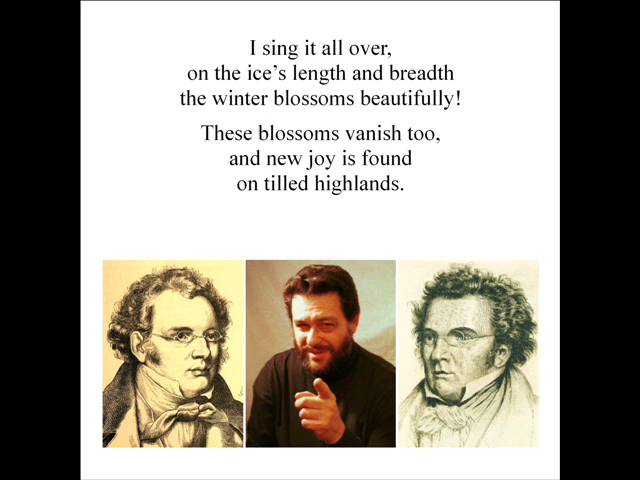 I sing it all over,
on the ice’s length and breadth
the winter blossoms beautifully!
These blossoms vanish too,
and new joy is found
on tilled highlands.